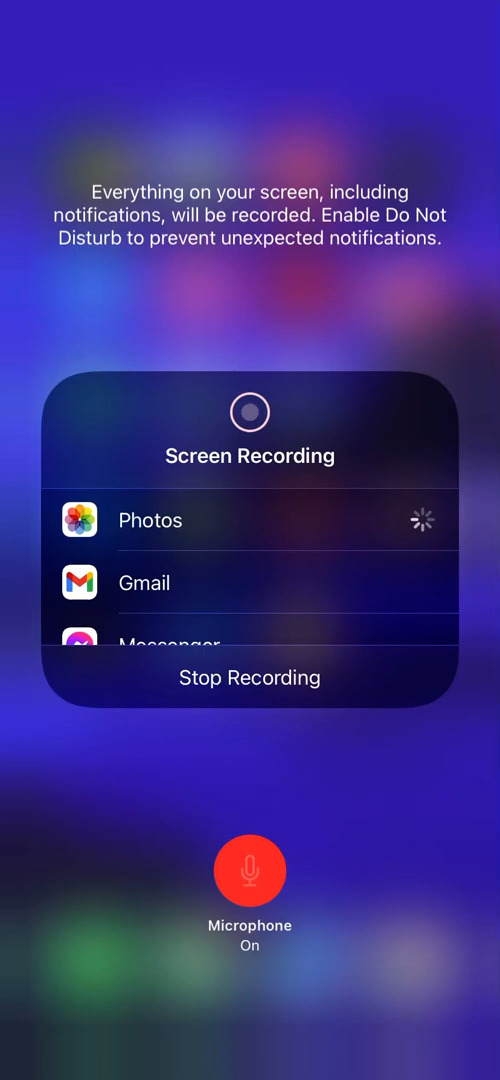 Everything on your screen, including
notifications, will be recorded. Enable Do Not
Disturb to prevent unexpected notifications.
Screen Recording
Photos
Gmail
Messenger
Stop Recording
Microphone
On